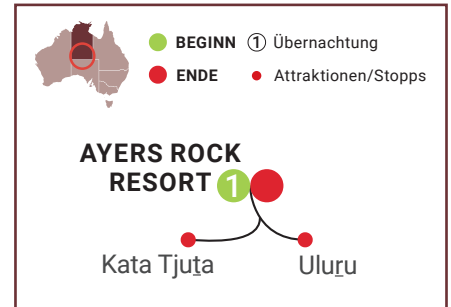 BEGINN ① Übernachtung
ENDE Attraktionen/Stopps
AYERS ROCK
RESORT 1
Kata Tjuṯa Uluṟu